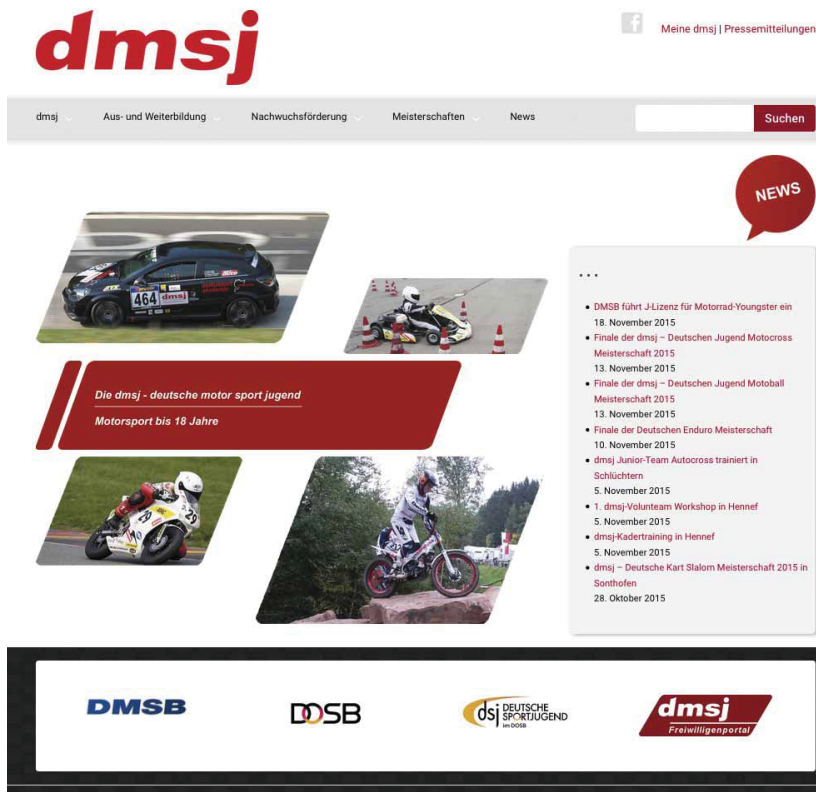 dmsj
Meine dmsj | Pressemitteilungen
dmsj
Aus- und Weiterbildung
Nachwuchsförderung
Meisterschaften
News
Suchen
NEWS
464 dmsj
Die dmsj - deutsche motor sport jugend
Motorsport bis 18 Jahre
29
29
...
DMSB führt J-Lizenz für Motorrad-Youngster ein
18. November 2015
Finale der dmsj – Deutschen Jugend Motocross
Meisterschaft 2015
13. November 2015
Finale der dmsj – Deutschen Jugend Motoball
Meisterschaft 2015
13. November 2015
Finale der Deutschen Enduro Meisterschaft
10. November 2015
dmsj Junior-Team Autocross trainiert in
Schlüchtern
5. November 2015
1. dmsj-Volunteam Workshop in Hennef
5. November 2015
dmsj-Kadertraining in Hennef
5. November 2015
dmsj – Deutsche Kart Slalom Meisterschaft 2015 in
Sonthofen
28. Oktober 2015
DMSB
DOSB
dsj DEUTSCHE
SPORTJUGEND
im DOSB
dmsj
Freiwilligenportal